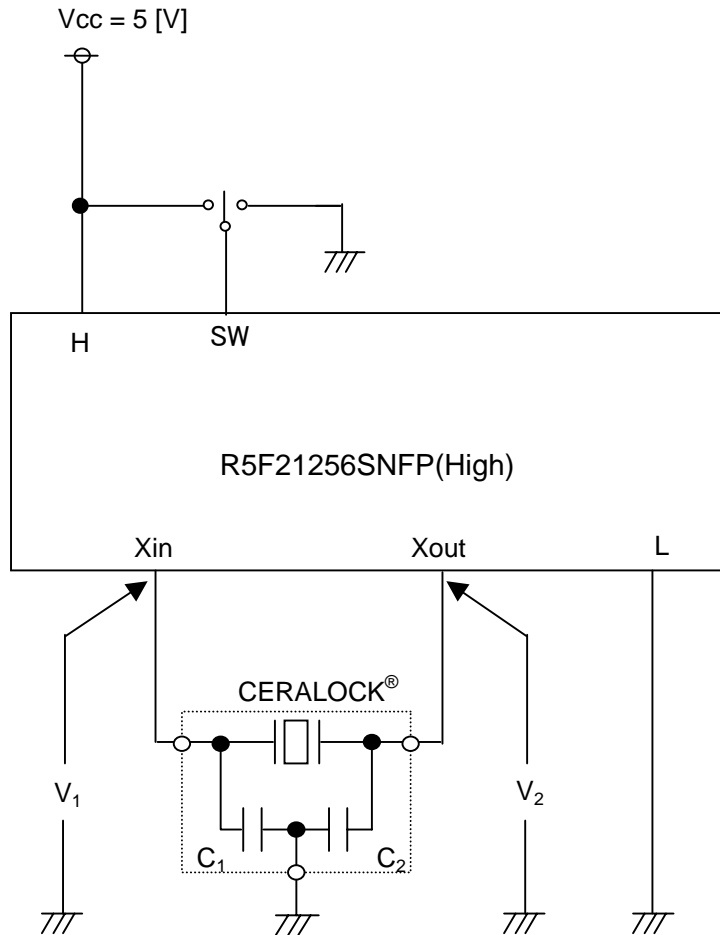 Vcc = 5 [V]
H
SW
R5F21256SNFP(High)
Xin
Xout
L
CERALOCK®
V₁
V₂
C₁
C₂